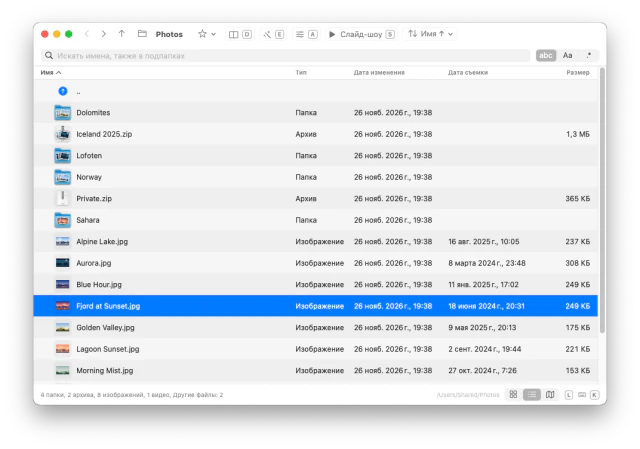 Photos D E A Слайд-шоу S Имя
Искать имена, также в подпапках abc Aa .*
Имя Тип Дата изменения Дата съемки Размер
..
Dolomites Папка 26 нояб. 2026 г., 19:38
Iceland 2025.zip Архив 26 нояб. 2026 г., 19:38 1,3 МБ
Lofoten Папка 26 нояб. 2026 г., 19:38
Norway Папка 26 нояб. 2026 г., 19:38
Private.zip Архив 26 нояб. 2026 г., 19:38 365 КБ
Sahara Папка 26 нояб. 2026 г., 19:38
Alpine Lake.jpg Изображение 26 нояб. 2026 г., 19:38 16 авг. 2025 г., 10:05 237 КБ
Aurora.jpg Изображение 26 нояб. 2026 г., 19:38 8 марта 2024 г., 23:48 308 КБ
Blue Hour.jpg Изображение 26 нояб. 2026 г., 19:38 11 янв. 2025 г., 17:02 249 КБ
Fjord at Sunset.jpg Изображение 26 нояб. 2026 г., 19:38 18 июня 2024 г., 20:31 249 КБ
Golden Valley.jpg Изображение 26 нояб. 2026 г., 19:38 9 мая 2025 г., 20:13 175 КБ
Lagoon Sunset.jpg Изображение 26 нояб. 2026 г., 19:38 2 сент. 2024 г., 19:44 221 КБ
Morning Mist.jpg Изображение 26 нояб. 2026 г., 19:38 27 окт. 2024 г., 7:26 153 КБ
4 папки, 2 архива, 8 изображений, 1 видео, Другие файлы: 2 /Users/Shared/Photos L K